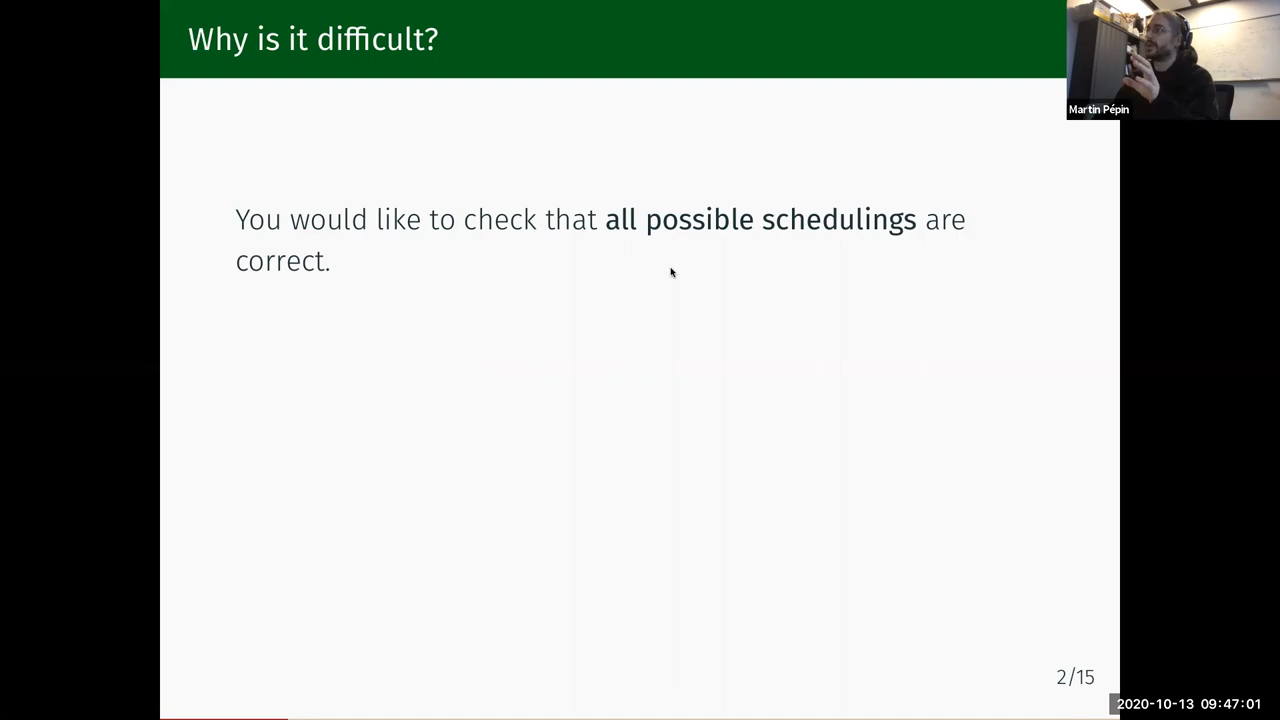 Why is it difficult?
Martin Pépin
You would like to check that all possible schedulings are
correct.
2/15
2020-10-13 09:47:01